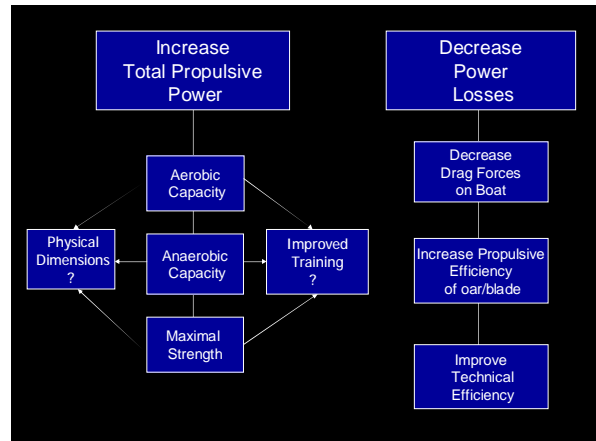 Increase
Total Propulsive
Power
Decrease
Power
Losses
Aerobic
Capacity
Decrease
Drag Forces
on Boat
Physical
Dimensions
?
Anaerobic
Capacity
Improved
Training
?
Increase Propulsive
Efficiency
of oar/blade
Maximal
Strength
Improve
Technical
Efficiency